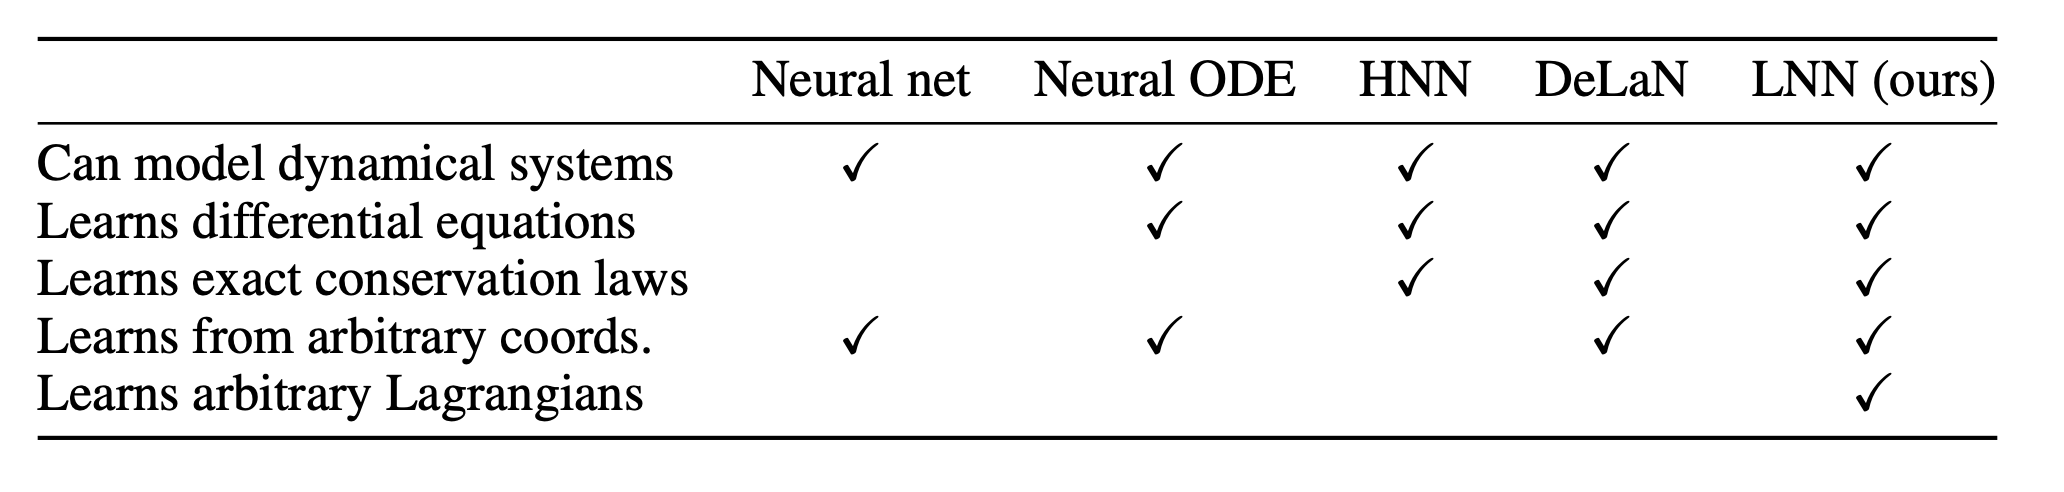 Neural net Neural ODE HNN DeLaN LNN (ours)
Can model dynamical systems ✓ ✓ ✓ ✓ ✓
Learns differential equations ✓ ✓ ✓ ✓
Learns exact conservation laws ✓ ✓ ✓
Learns from arbitrary coords. ✓ ✓ ✓ ✓
Learns arbitrary Lagrangians ✓